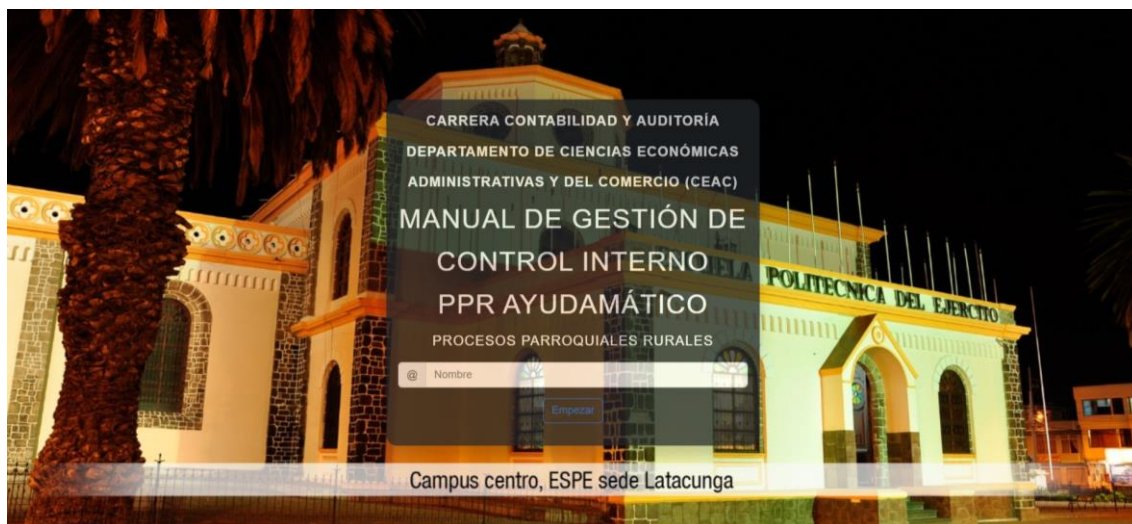 CARRERA CONTABILIDAD Y AUDITORÍA
DEPARTAMENTO DE CIENCIAS ECONÓMICAS
ADMINISTRATIVAS Y DEL COMERCIO (CEAC)
MANUAL DE GESTIÓN DE
CONTROL INTERNO
PPR AYUDAMÁTICO
PROCESOS PARROQUIALES RURALES
@ Nombre
Empezar
POLITECNICA DEL EJERCITO
Campus centro, ESPE sede Latacunga